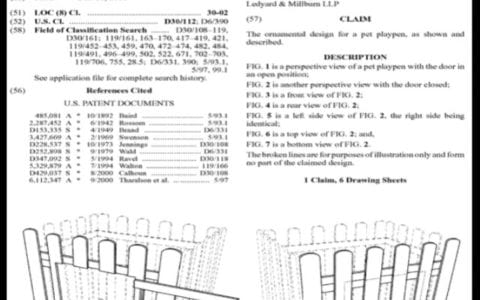 (51) LOC (8) Cl. 30-02
(52) U.S. Cl. D30/112; D6/390
(58) Field of Classification Search D30/108-119,
D30/161; 119/161, 163-170, 417-419, 421,
119/452-453, 459, 470, 472-474, 482, 484,
119/491, 496-499, 502, 522, 671, 702-703,
119/706, 755, 28.5; D6/331, 390; 5/93.1,
5/97, 99.1
See application file for complete search history.
(56) References Cited
U.S. PATENT DOCUMENTS
485,081 A * 10/1892 Baird 5/93.1
2,287,452 A * 6/1942 Rossom 5/93.1
D153,335 S * 4/1949 Brand D6/331
3,427,669 A * 2/1969 Swenson 5/93.1
D228,537 S * 10/1973 Jennings D30/108
D252,898 S * 9/1979 Wald D6/331
D347,092 S * 5/1994 Ravel D30/118
5,329,879 A * 7/1994 Walton 119/166
D429,037 S * 8/2000 Calhoun D30/108
6,112,347 A * 9/2000 Tharalson et al. 5/97
Ledyard & Millburn LLP
(57) CLAIM
The ornamental design for a pet playpen, as shown and
described.
DESCRIPTION
FIG. 1 is a perspective view of a pet playpen with the door in
an open position;
FIG. 2 is another perspective view with the door closed;
FIG. 3 is a front view of FIG. 2;
FIG. 4 is a rear view of FIG. 2;
FIG. 5 is a left side view of FIG. 2, the right side being
identical;
FIG. 6 is a top view of FIG. 2; and,
FIG. 7 is a bottom view of FIG. 2.
The broken lines are for purposes of illustration only and form
no part of the claimed design.
1 Claim, 6 Drawing Sheets